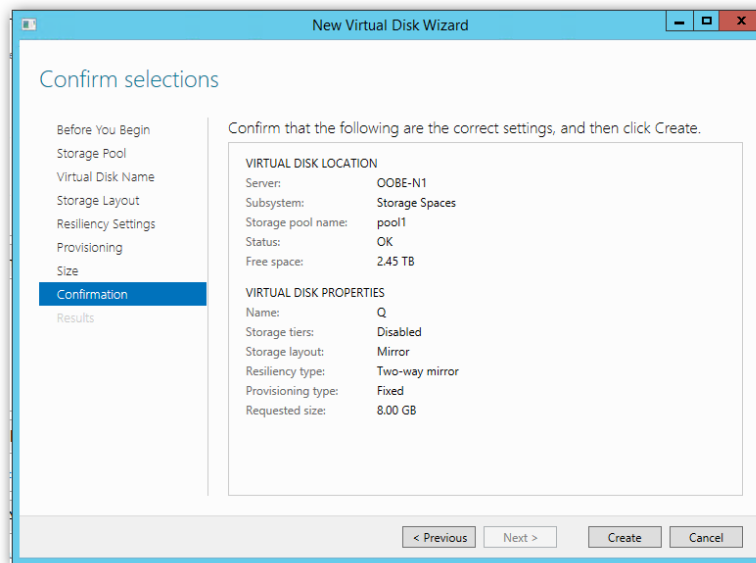 New Virtual Disk Wizard
Confirm selections
Before You Begin
Storage Pool
Virtual Disk Name
Storage Layout
Resiliency Settings
Provisioning
Size
Confirmation
Results
Confirm that the following are the correct settings, and then click Create.
VIRTUAL DISK LOCATION
Server: OOBE-N1
Subsystem: Storage Spaces
Storage pool name: pool1
Status: OK
Free space: 2.45 TB
VIRTUAL DISK PROPERTIES
Name: Q
Storage tiers: Disabled
Storage layout: Mirror
Resiliency type: Two-way mirror
Provisioning type: Fixed
Requested size: 8.00 GB
< Previous Next > Create Cancel